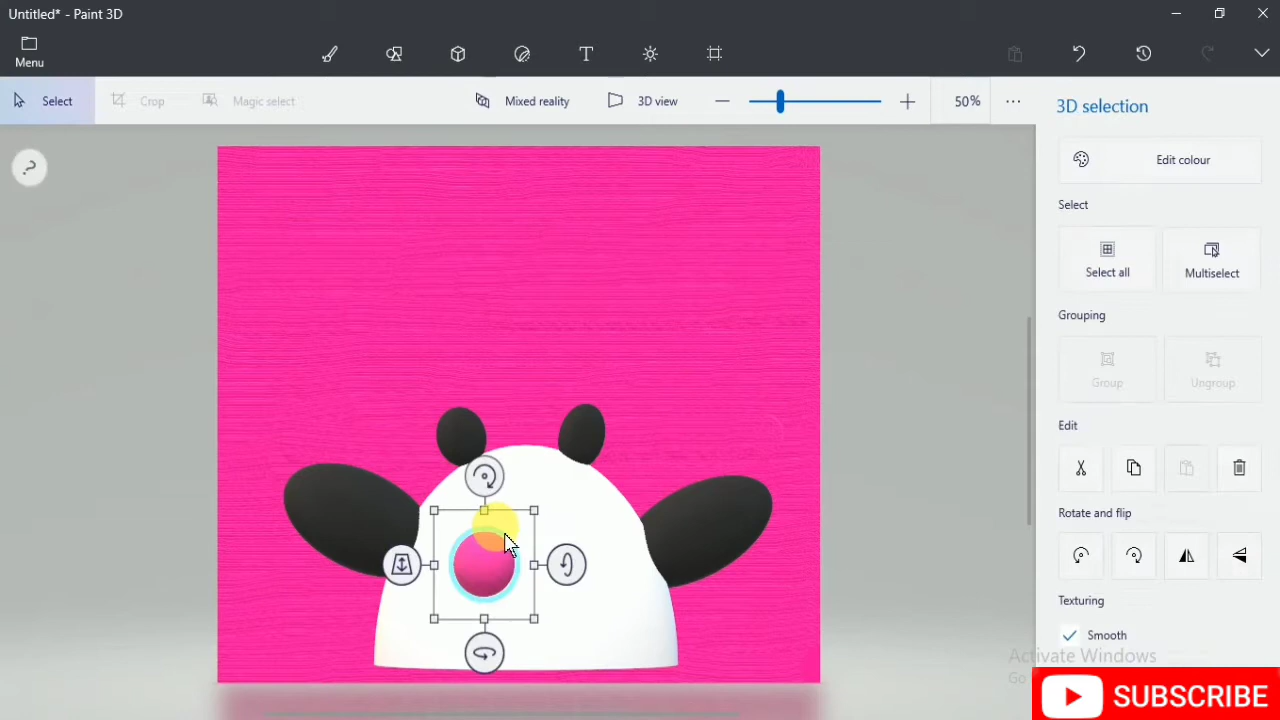 Untitled* - Paint 3D
Menu
Select
Crop
Magic select
Mixed reality
3D view
50%
3D selection
Edit colour
Select
Select all
Multiselect
Grouping
Group
Ungroup
Edit
Rotate and flip
Texturing
Smooth
Activate Windows
Go
SUBSCRIBE